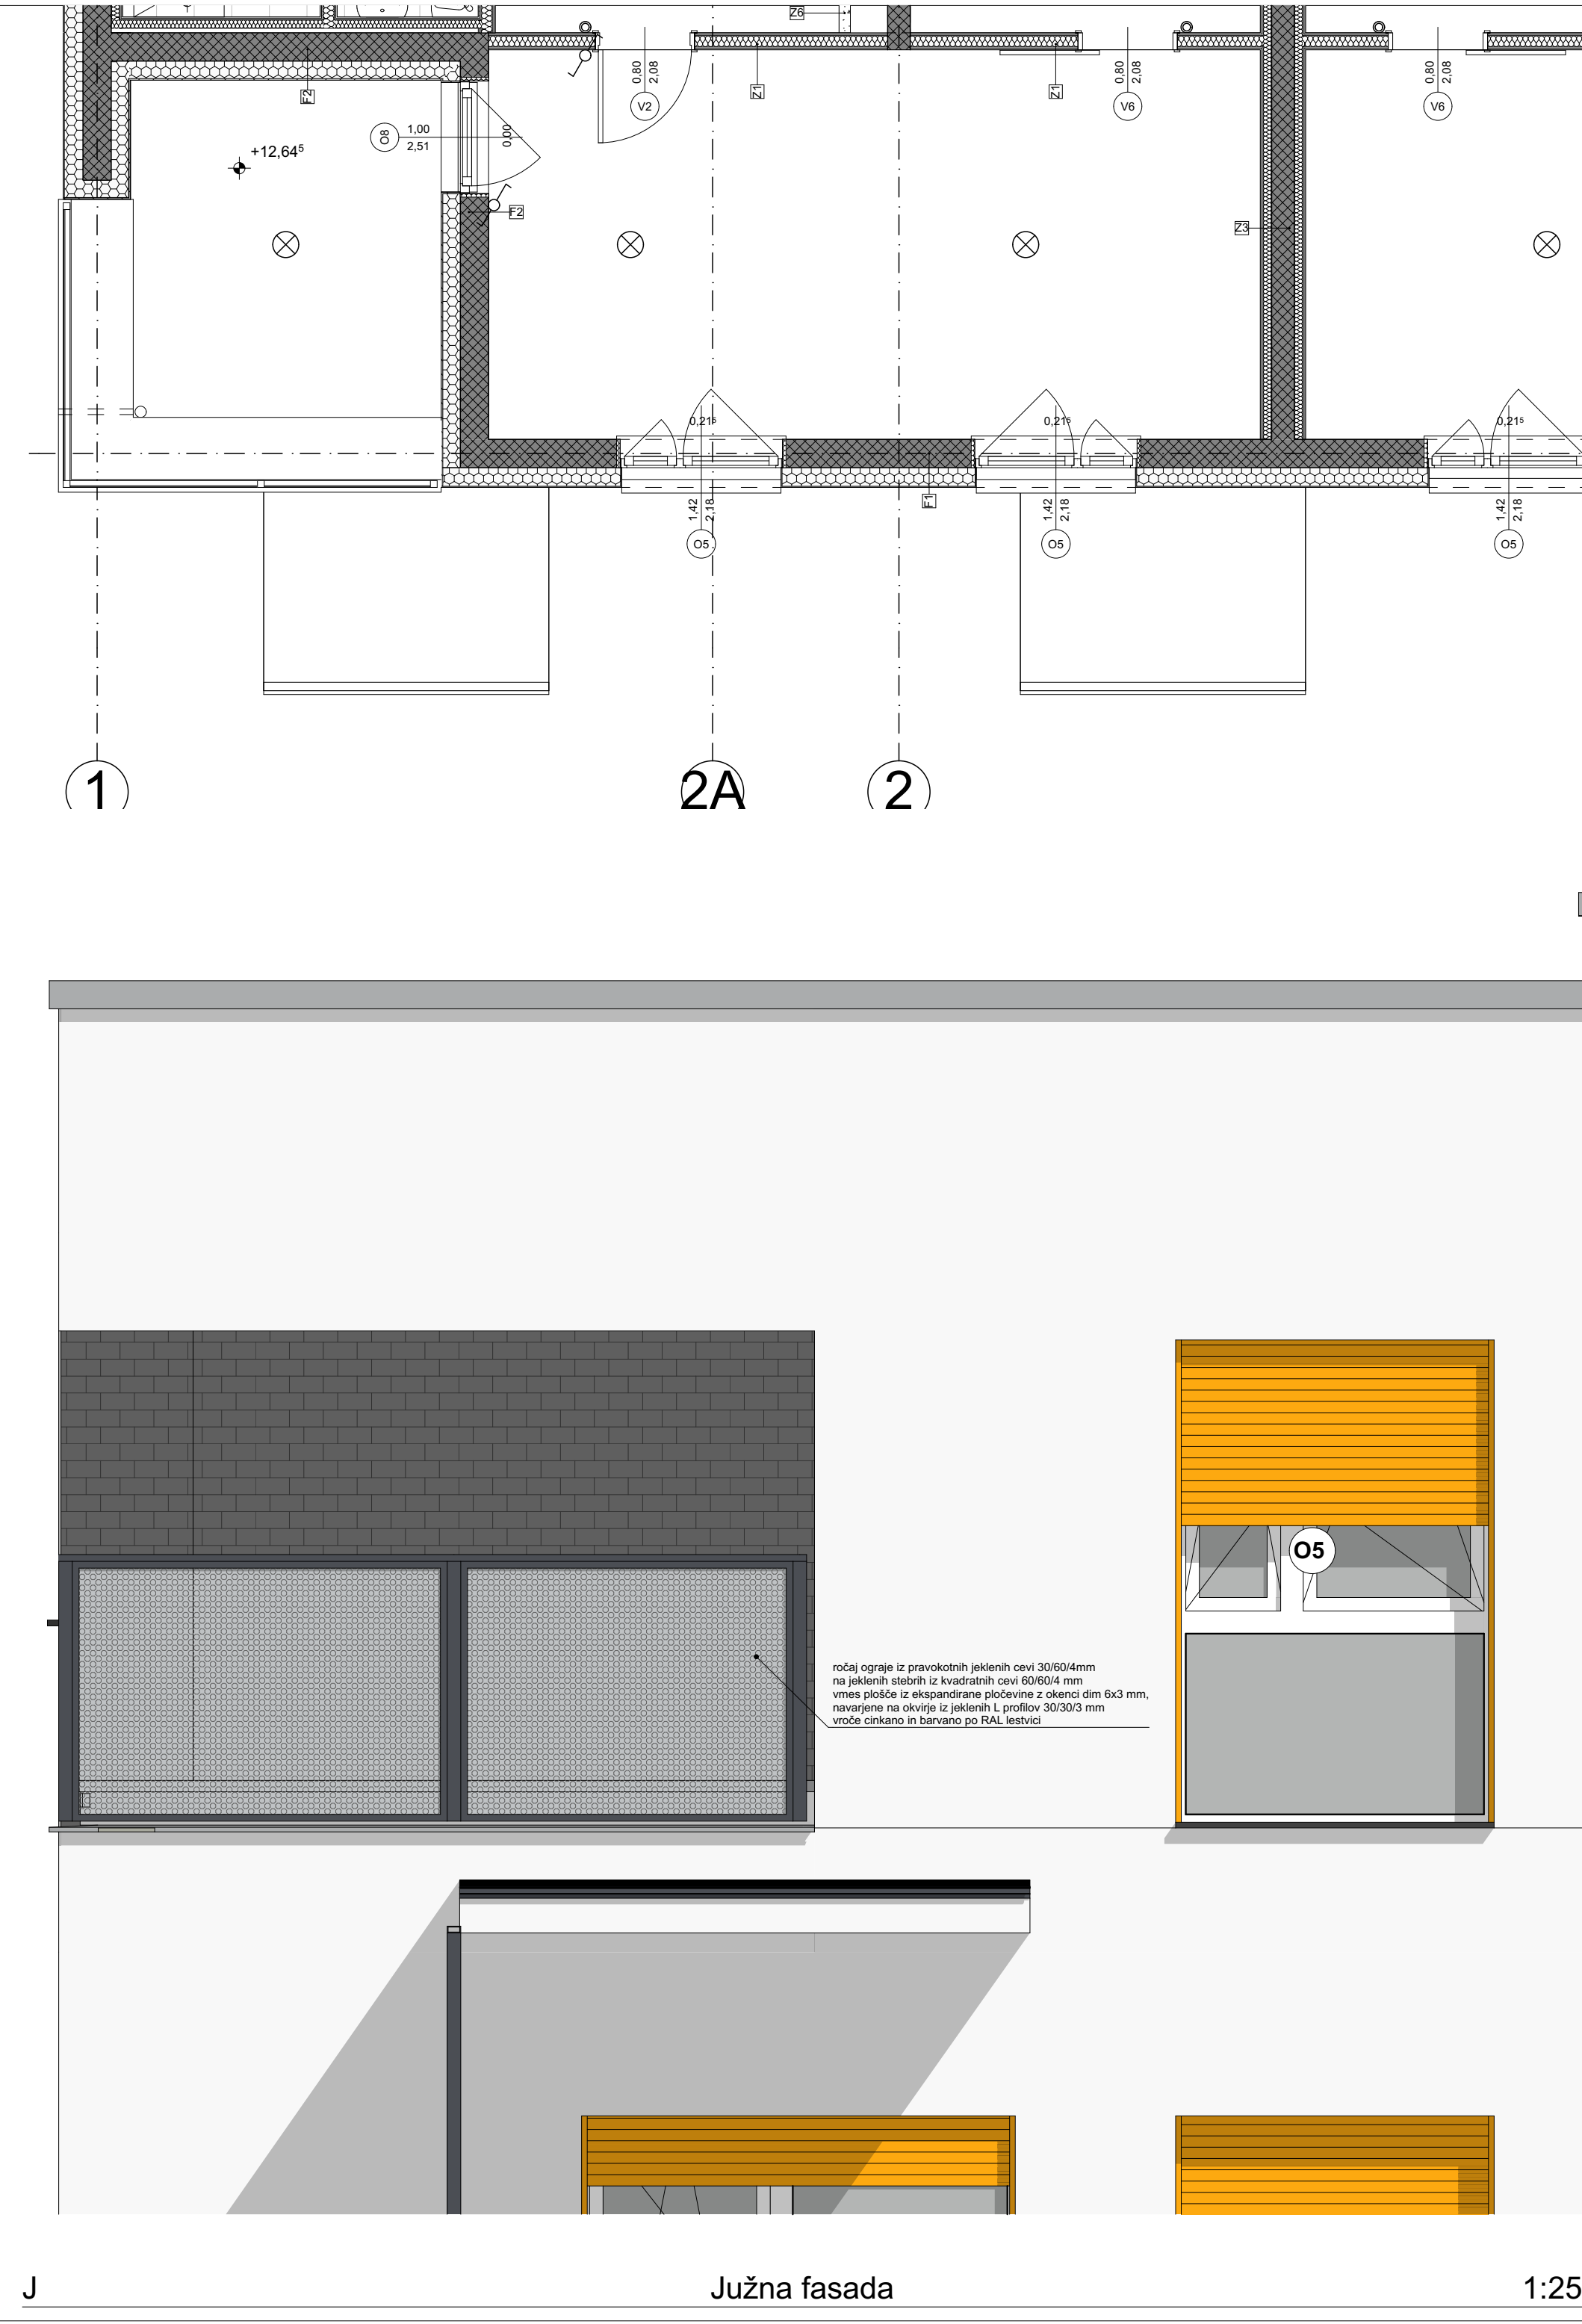 Z6
F2
0,80
2,08
V2
Z1
Z1
0,80
2,08
V6
0,80
2,08
V6
O8
1,00
2,51
0,00
+12,64⁵
F2
Z3
0,21⁵
0,21⁵
0,21⁵
1,42
2,18
O5
F1
1,42
2,18
O5
1,42
2,18
O5
1
2A
2
O5
ročaj ograje iz pravokotnih jeklenih cevi 30/60/4mm
na jeklenih stebrih iz kvadratnih cevi 60/60/4 mm
vmes plošče iz ekspandirane pločevine z okenci dim 6x3 mm,
navarjene na okvirje iz jeklenih L profilov 30/30/3 mm
vroče cinkano in barvano po RAL lestvici
J Južna fasada 1:25